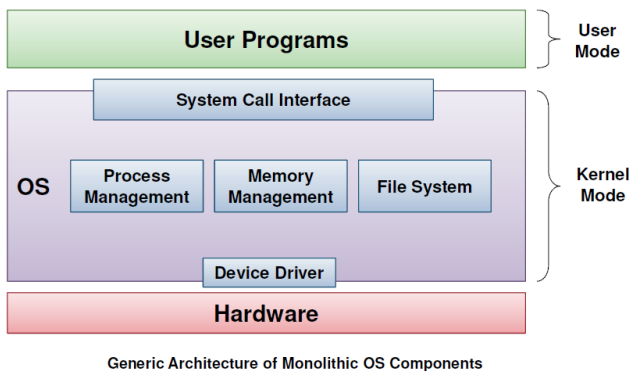 User Programs
User
Mode
System Call Interface
OS
Process
Management
Memory
Management
File System
Kernel
Mode
Device Driver
Hardware
Generic Architecture of Monolithic OS Components